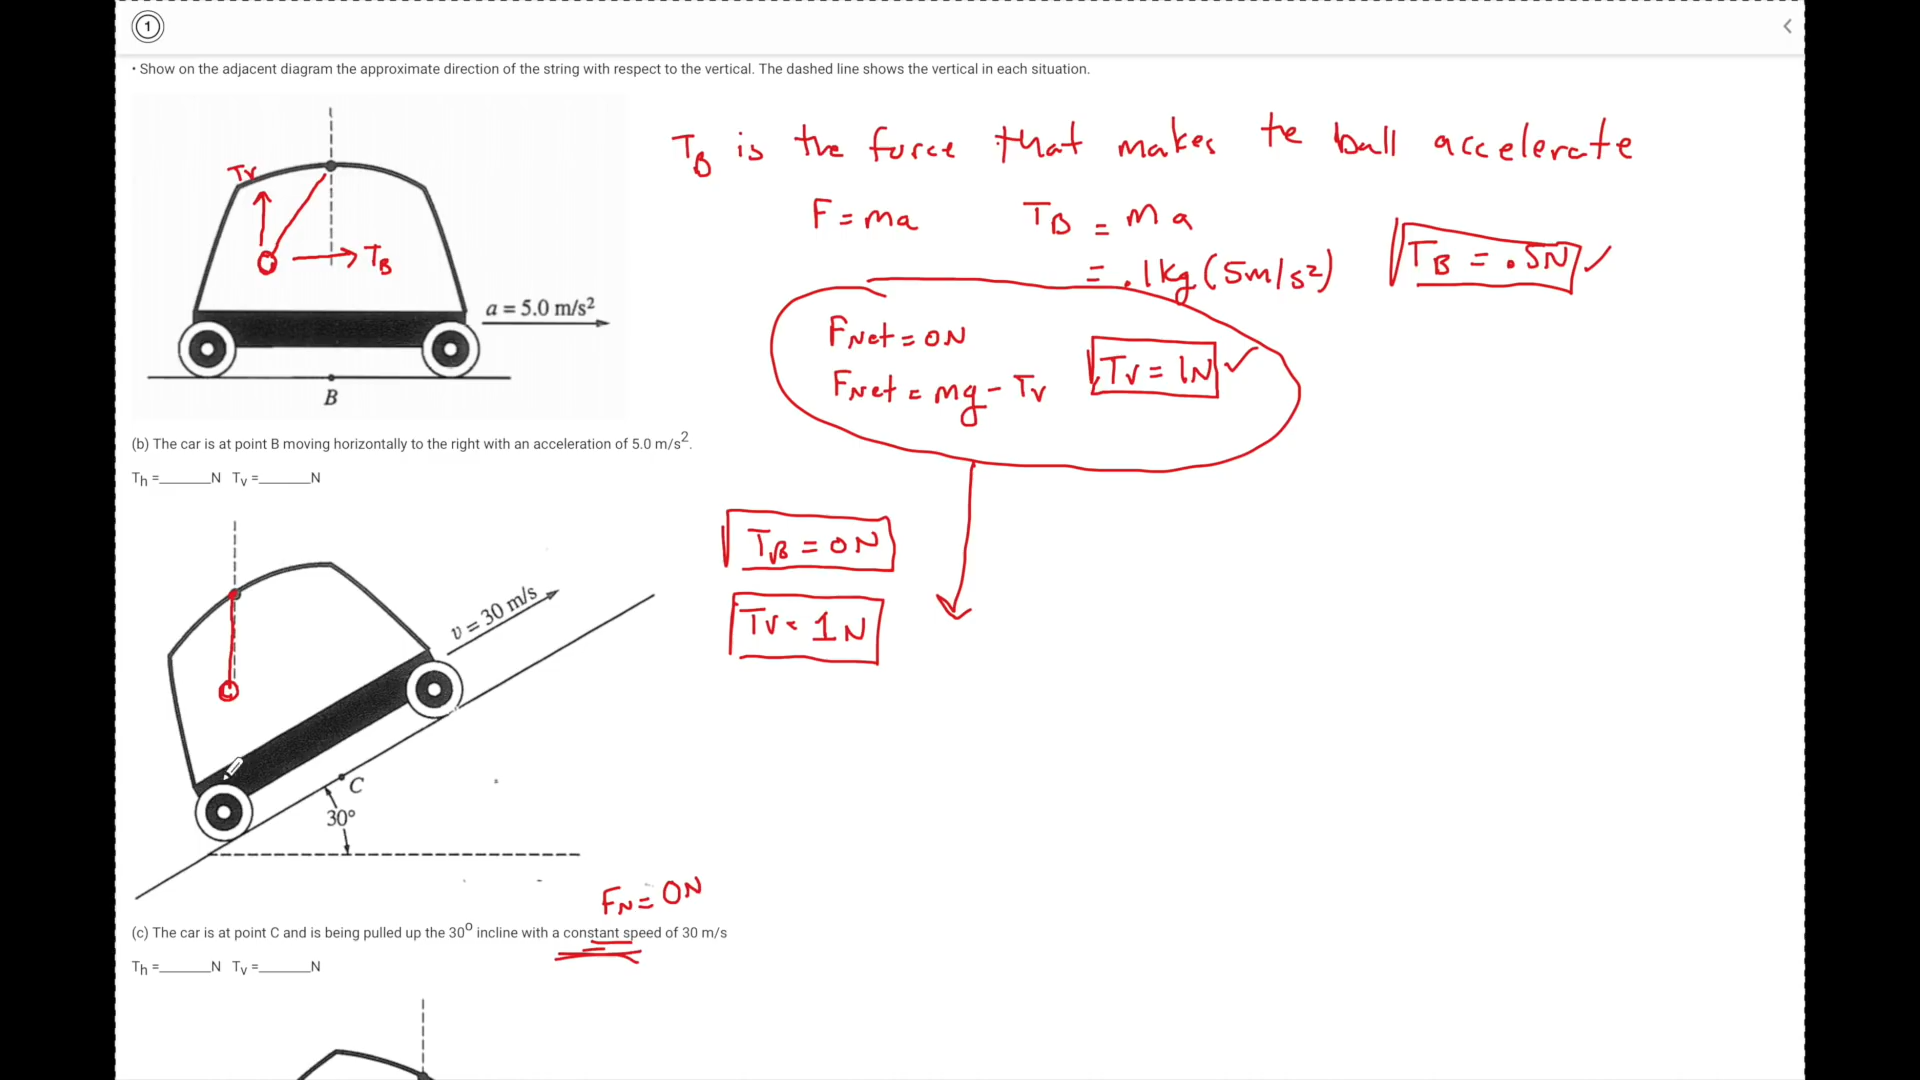 1
• Show on the adjacent diagram the approximate direction of the string with respect to the vertical. The dashed line shows the vertical in each situation.
TB is the force that makes te ball accelerate
F = ma
TB = ma
= .1kg (5m/s²)
TB = .5N ✓
Tv
TB
a = 5.0 m/s²
B
FNet = 0N
FNet = mg - Tv
Tv = 1N ✓
(b) The car is at point B moving horizontally to the right with an acceleration of 5.0 m/s².
Th =______N Tv =______N
TB = 0N
Tv = 1N
v = 30 m/s
C
30°
FN = 0N
(c) The car is at point C and is being pulled up the 30° incline with a constant speed of 30 m/s
Th =______N Tv =______N